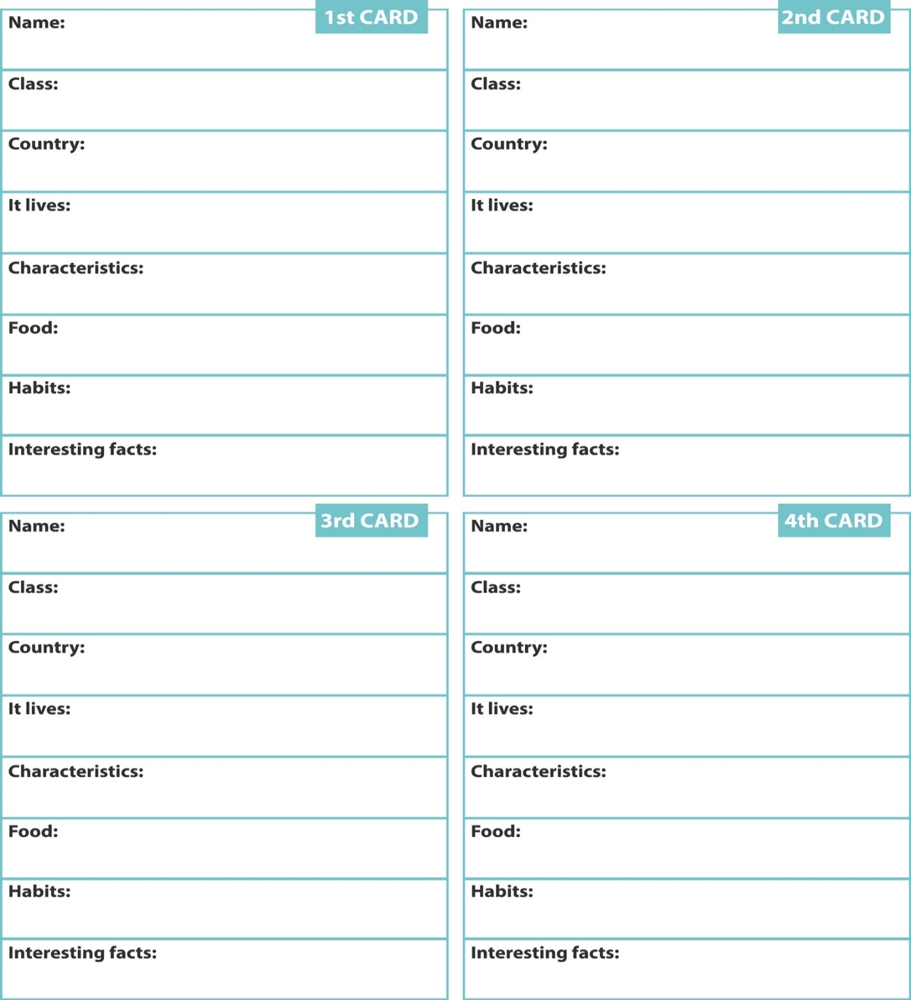 1st CARD
Name:
Class:
Country:
It lives:
Characteristics:
Food:
Habits:
Interesting facts:
2nd CARD
Name:
Class:
Country:
It lives:
Characteristics:
Food:
Habits:
Interesting facts:
3rd CARD
Name:
Class:
Country:
It lives:
Characteristics:
Food:
Habits:
Interesting facts:
4th CARD
Name:
Class:
Country:
It lives:
Characteristics:
Food:
Habits:
Interesting facts: